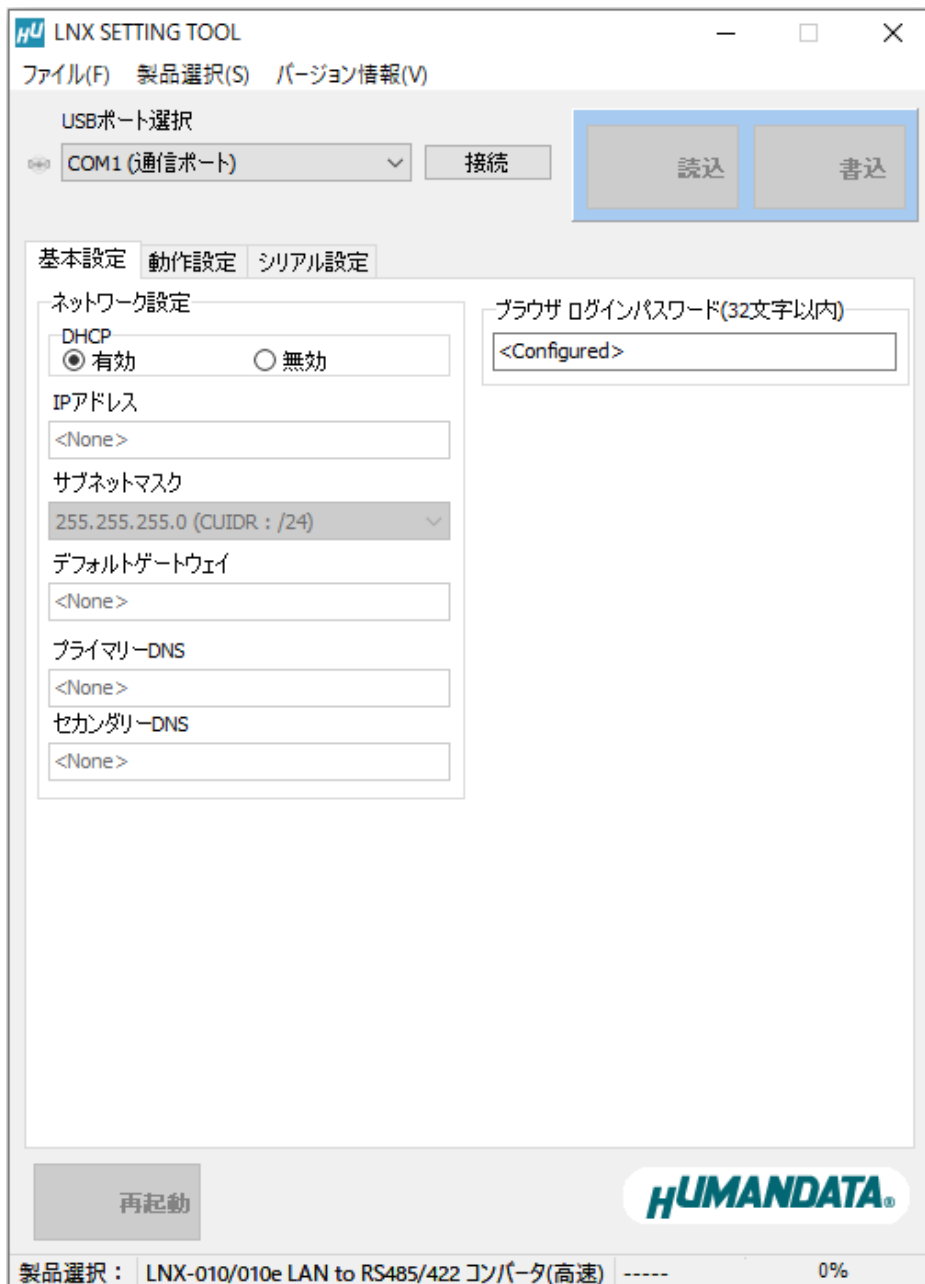 HU LNX SETTING TOOL
ファイル(F) 製品選択(S) バージョン情報(V)
USBポート選択
COM1 (通信ポート) 接続 読込 書込
基本設定 動作設定 シリアル設定
ネットワーク設定
DHCP
有効 無効
IPアドレス
<None>
サブネットマスク
255.255.255.0 (CUIDR : /24)
デフォルトゲートウェイ
<None>
プライマリーDNS
<None>
セカンダリーDNS
<None>
ブラウザ ログインパスワード(32文字以内)
<Configured>
再起動
HUMANDATA®
製品選択： LNX-010/010e LAN to RS485/422 コンバータ(高速) ----- 0%